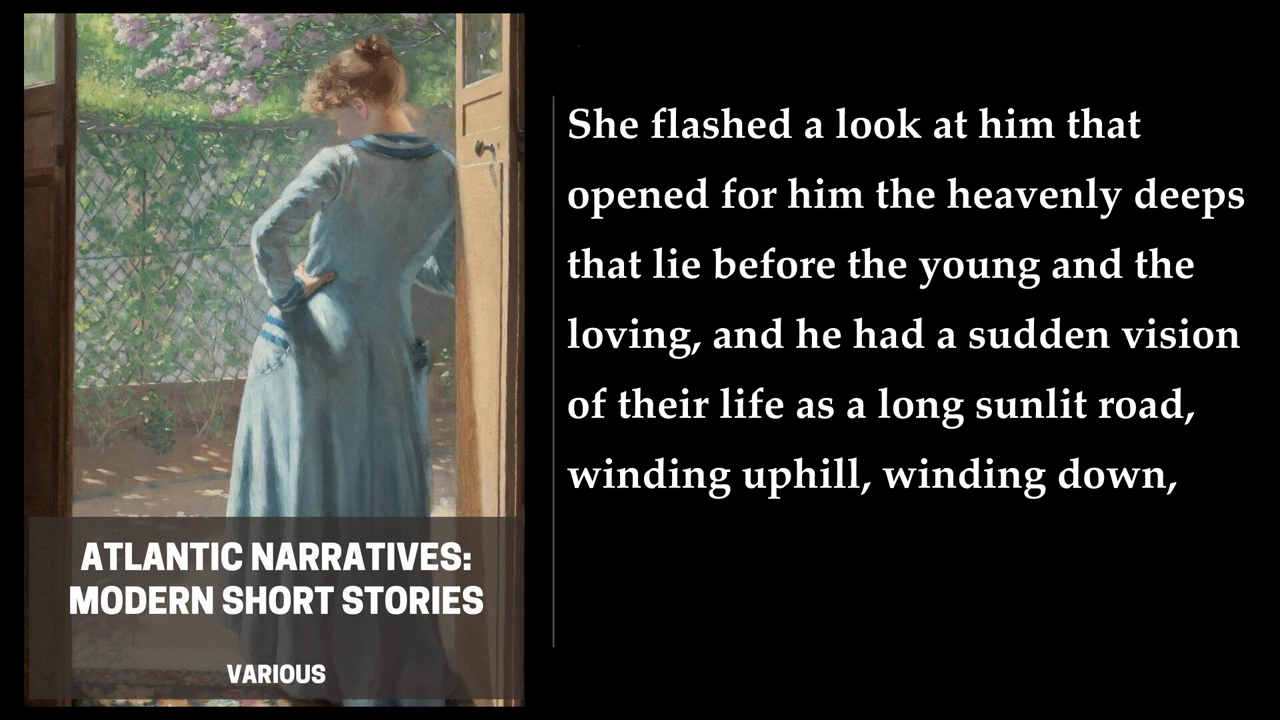 She flashed a look at him that
opened for him the heavenly deeps
that lie before the young and the
loving, and he had a sudden vision
of their life as a long sunlit road,
winding uphill, winding down,
ATLANTIC NARRATIVES:
MODERN SHORT STORIES
VARIOUS